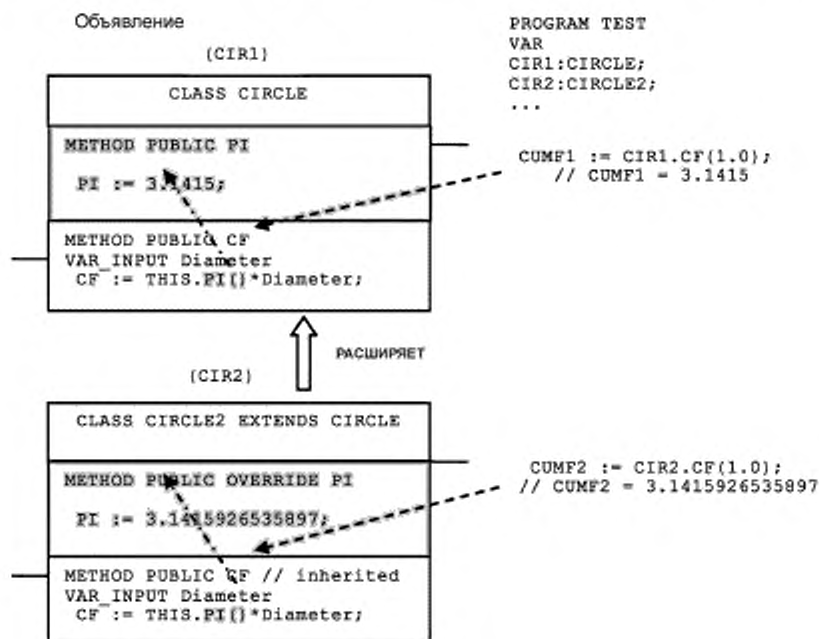 Объявление
(CIR1)
CLASS CIRCLE
METHOD PUBLIC PI
PI := 3.1415;
METHOD PUBLIC CF
VAR_INPUT Diameter
CF := THIS.PI()*Diameter;
РАСШИРЯЕТ
(CIR2)
CLASS CIRCLE2 EXTENDS CIRCLE
METHOD PUBLIC OVERRIDE PI
PI := 3.1415926535897;
METHOD PUBLIC CF // inherited
VAR_INPUT Diameter
CF := THIS.PI()*Diameter;
PROGRAM TEST
VAR
CIR1:CIRCLE;
CIR2:CIRCLE2;
...
CUMF1 := CIR1.CF(1.0);
// CUMF1 = 3.1415
CUMF2 := CIR2.CF(1.0);
// CUMF2 = 3.1415926535897